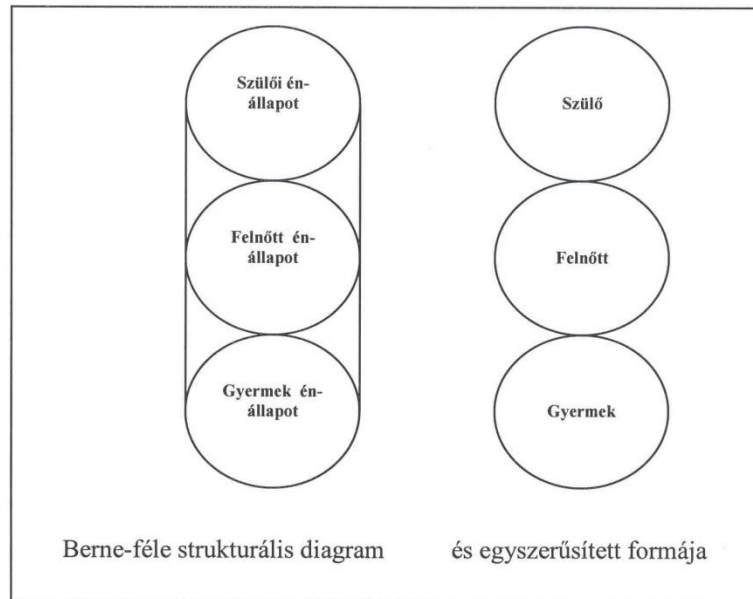 Szülői én-
állapot
Felnőtt én-
állapot
Gyermek én-
állapot
Szülő
Felnőtt
Gyermek
Berne-féle strukturális diagram
és egyszerűsített formája